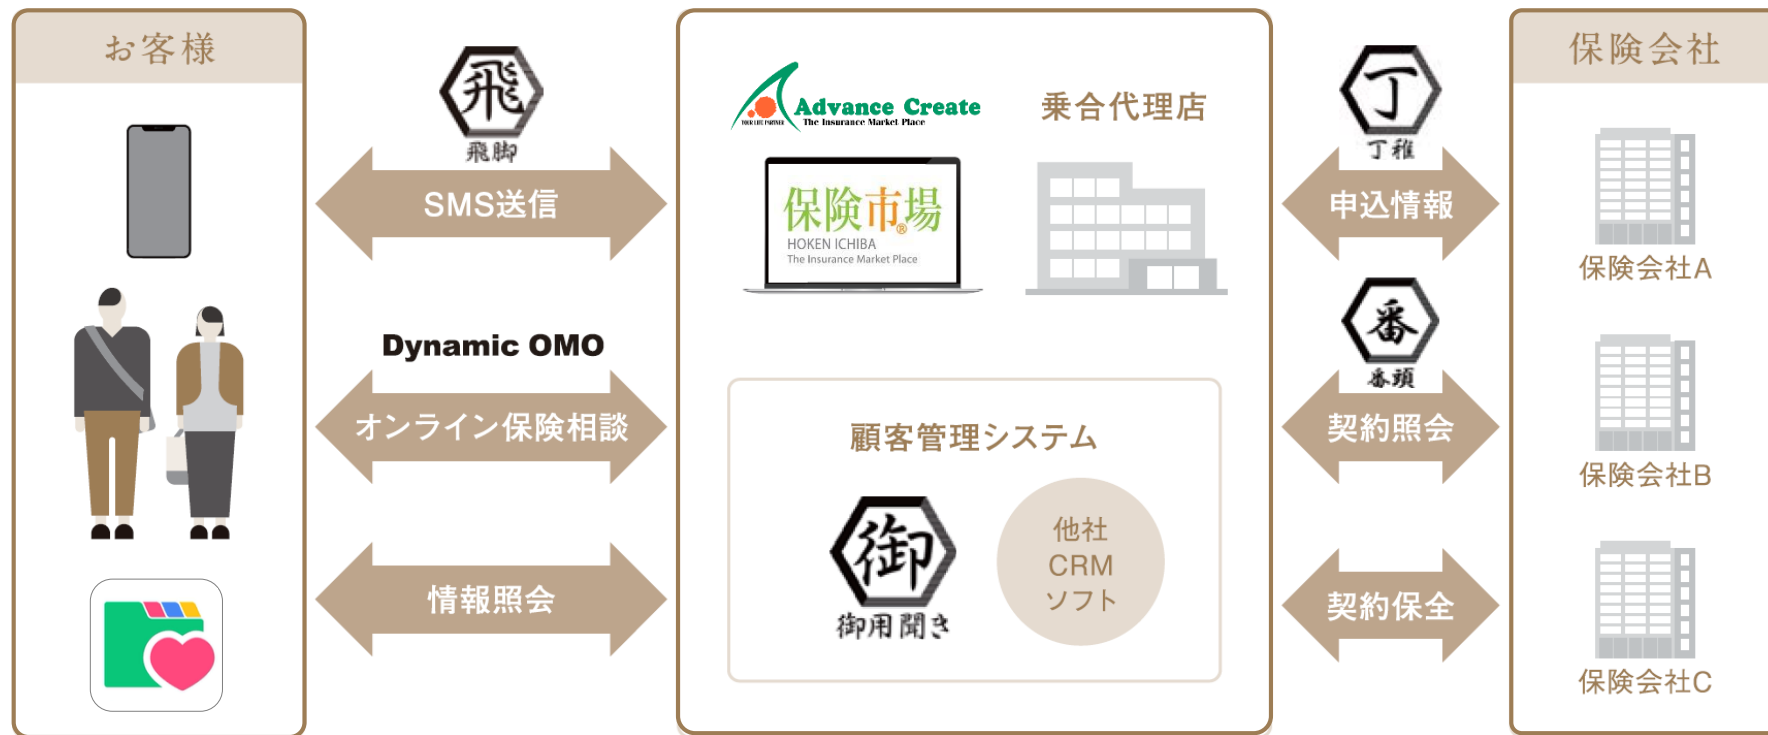 お客様
飛
飛脚
SMS送信
Dynamic OMO
オンライン保険相談
情報照会
Advance Create
YOUR LIFE PARTNER
The Insurance Market Place
乗合代理店
保険市場®
HOKEN ICHIBA
The Insurance Market Place
顧客管理システム
御
御用聞き
他社
CRM
ソフト
丁
丁稚
申込情報
番
番頭
契約照会
契約保全
保険会社
保険会社A
保険会社B
保険会社C